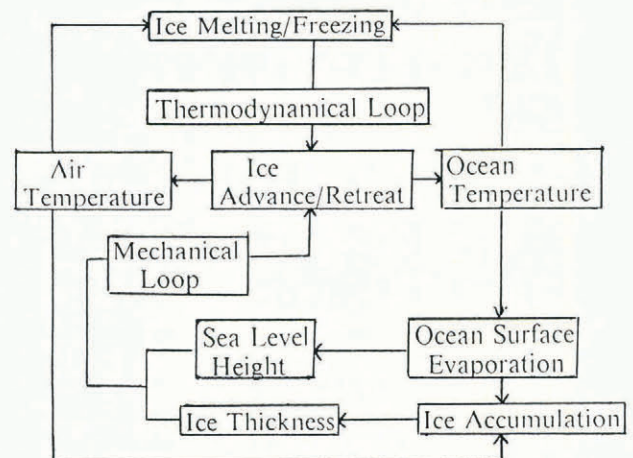 Ice Melting/Freezing
Thermodynamical Loop
Air
Temperature
Ice
Advance/Retreat
Ocean
Temperature
Mechanical
Loop
Sea Level
Height
Ocean Surface
Evaporation
Ice Thickness
Ice Accumulation